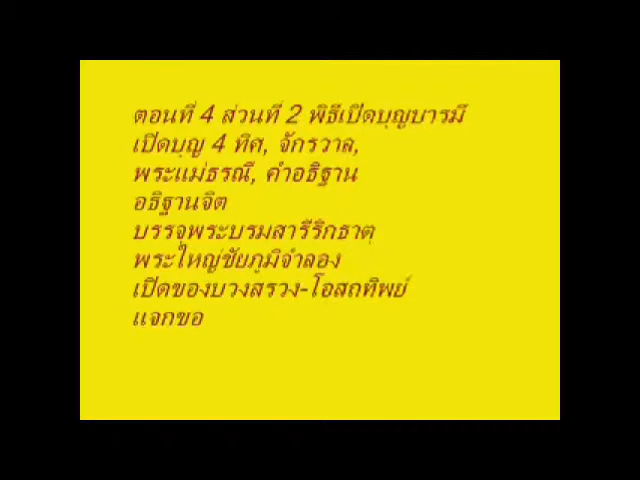 ตอนที่ 4 ส่วนที่ 2 พิธีเปิดบุญบารมี
เปิดบุญ 4 ทิศ, จักรวาล,
พระแม่ธรณี, คำอธิฐาน
อธิฐานจิต
บรรจุพระบรมสารีริกธาตุ
พระใหญ่ชัยภูมิจำลอง
เปิดของบวงสรวง-โอสถทิพย์
แจกขอ